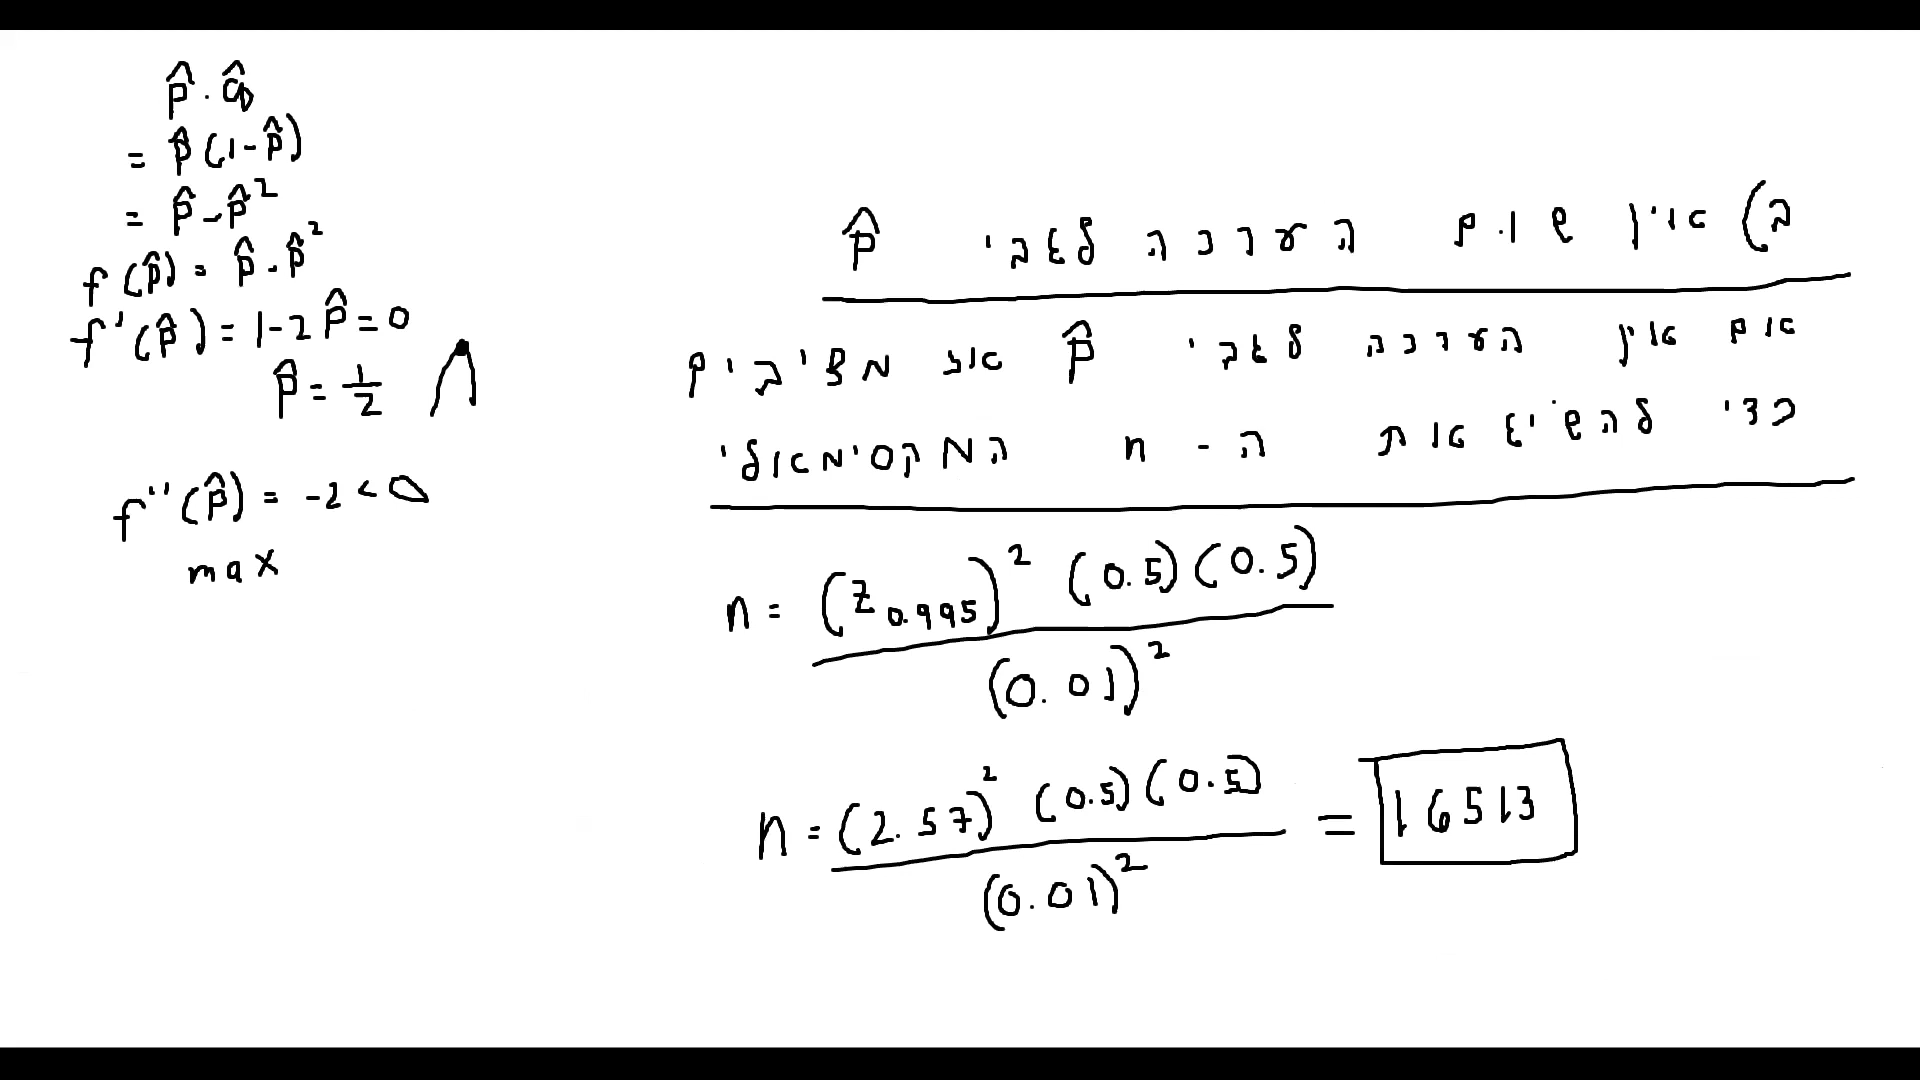 p̂ · q̂
= p̂(1-p̂)
= p̂ - p̂²
f(p̂) = p̂ - p̂²
f'(p̂) = 1-2p̂ = 0
p̂ = 1/2
f''(p̂) = -2 < 0
max
ב) אין שום הערכה לגבי p̂
אם אין הערכה לגבי p̂ אז מציבים
כדי להשיג את ה- n המקסימאלי
n = (Z₀.₉₉₅)² (0.5)(0.5) / (0.01)²
n = (2.57)² (0.5)(0.5) / (0.01)² = 16513